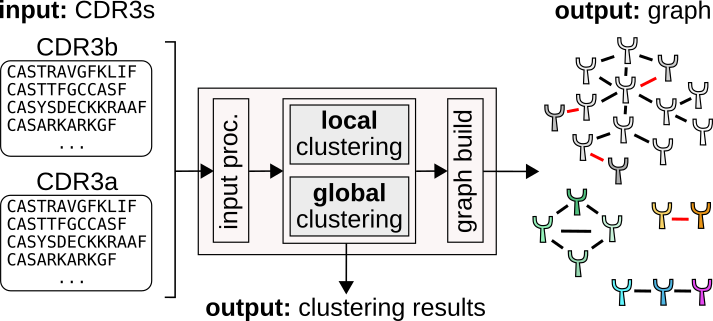 input: CDR3s
CDR3b
CASTRAVGFKLIF
CASTTFGCCASF
CASYSDECKKRAAF
CASARKARKGF
...
CDR3a
CASTRAVGFKLIF
CASTTFGCCASF
CASYSDECKKRAAF
CASARKARKGF
...
input proc.
local
clustering
global
clustering
graph build
output: clustering results
output: graph